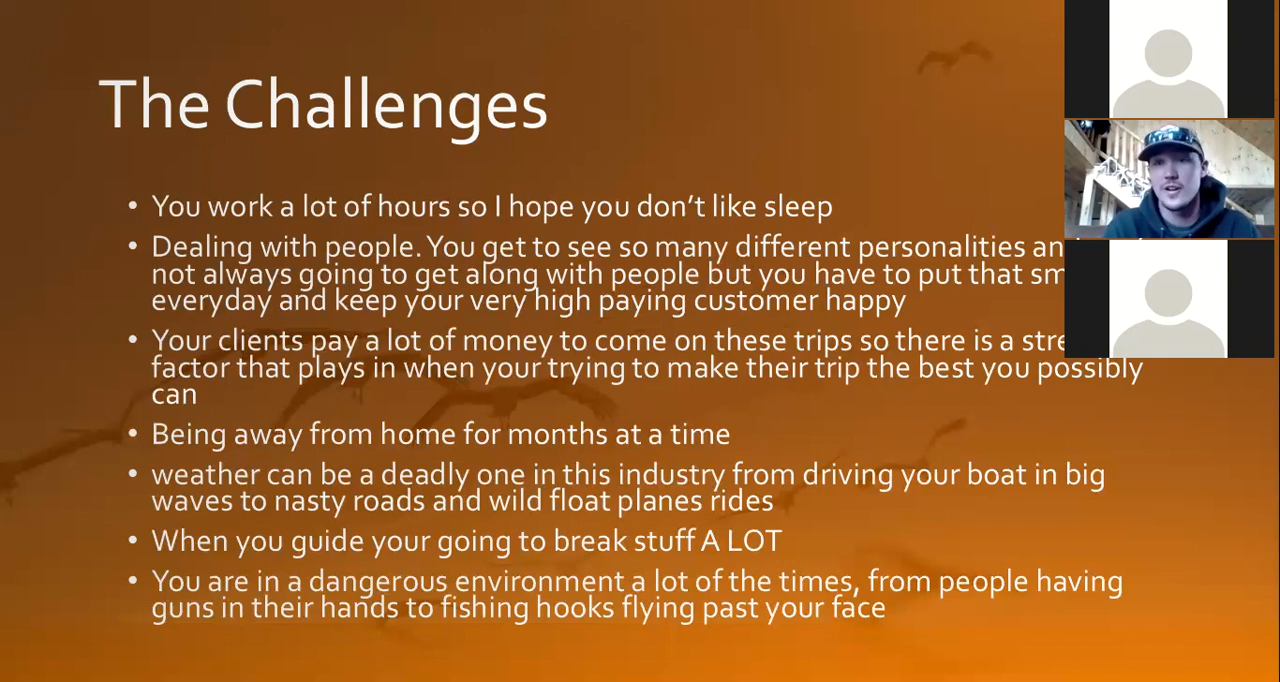 The Challenges
• You work a lot of hours so I hope you don’t like sleep
• Dealing with people. You get to see so many different personalities
not always going to get along with people but you have to put that
everyday and keep your very high paying customer happy
• Your clients pay a lot of money to come on these trips so there is a
factor that plays in when your trying to make their trip the best you possibly
can
• Being away from home for months at a time
• weather can be a deadly one in this industry from driving your boat in big
waves to nasty roads and wild float planes rides
• When you guide your going to break stuff A LOT
• You are in a dangerous environment a lot of the times, from people having
guns in their hands to fishing hooks flying past your face